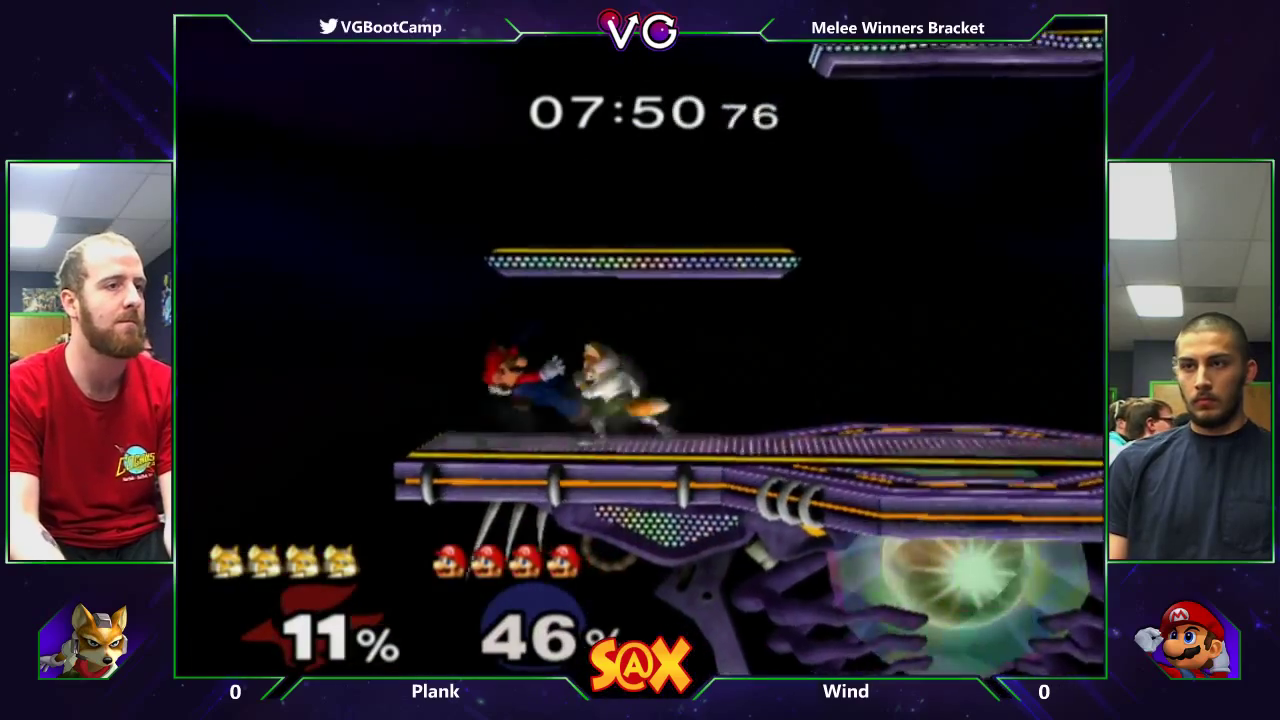 VGBootCamp
VG
Melee Winners Bracket
07:50 76
11%
46%
S@X
0
Plank
Wind
0